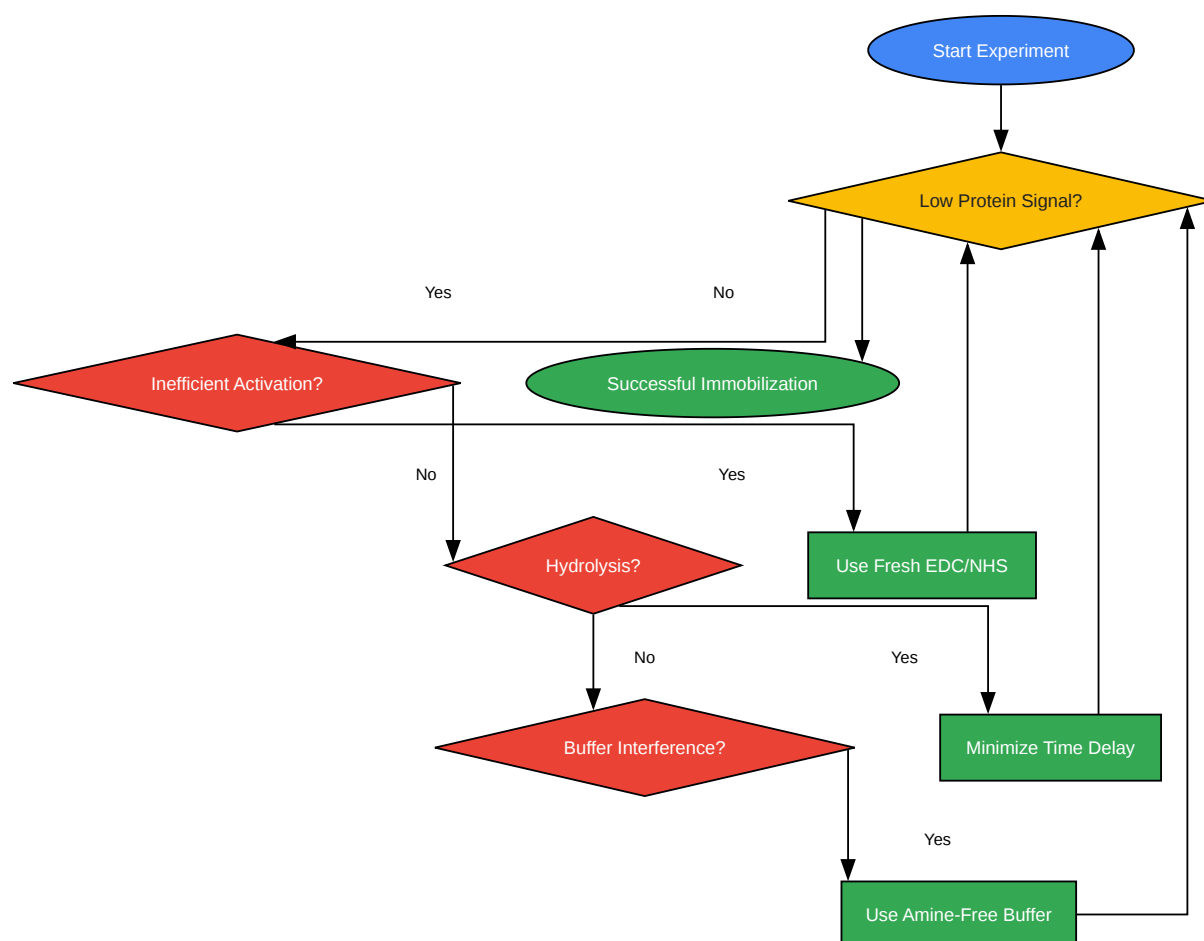 Start Experiment
Low Protein Signal?
Yes
No
Inefficient Activation?
Successful Immobilization
No
Yes
Hydrolysis?
Use Fresh EDC/NHS
No
Yes
Buffer Interference?
Minimize Time Delay
Yes
Use Amine-Free Buffer